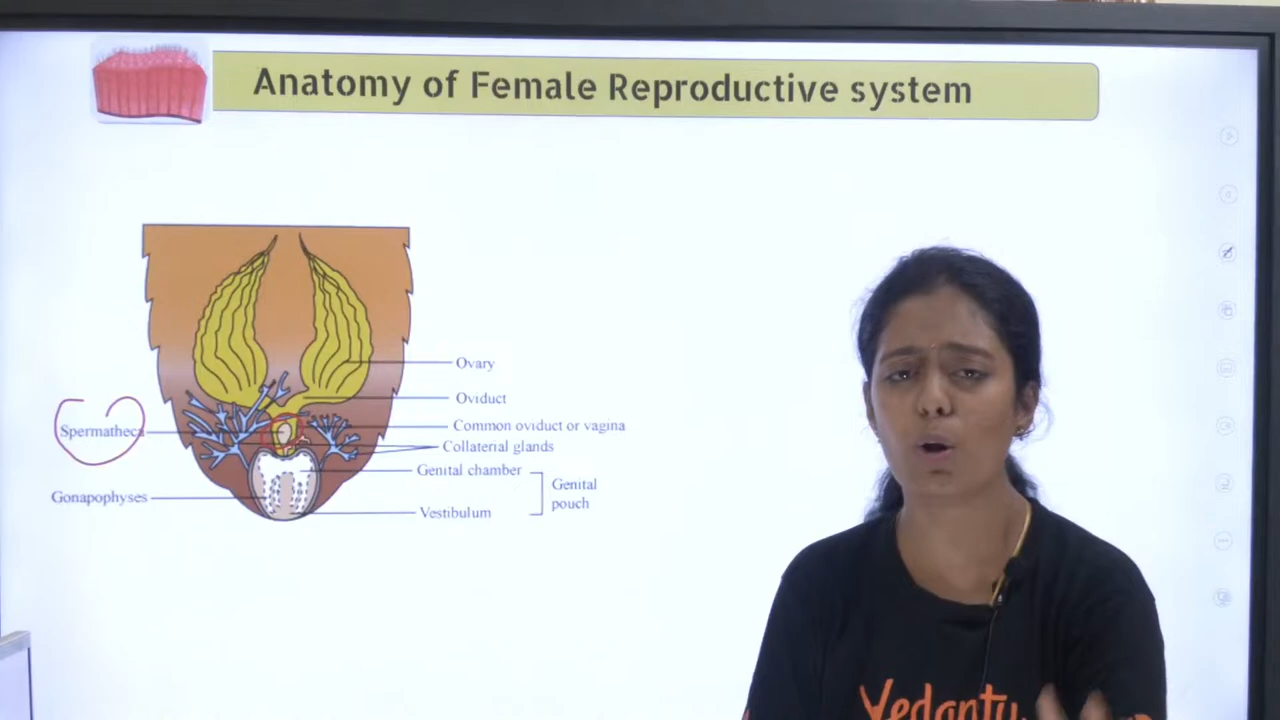 Anatomy of Female Reproductive system
Ovary
Oviduct
Spermatheca
Common oviduct or vagina
Collaterial glands
Genital chamber
Genital
pouch
Gonapophyses
Vestibulum
Vedantu